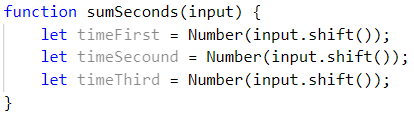 function sumSeconds(input) {
    let timeFirst = Number(input.shift());
    let timeSecound = Number(input.shift());
    let timeThird = Number(input.shift());
}